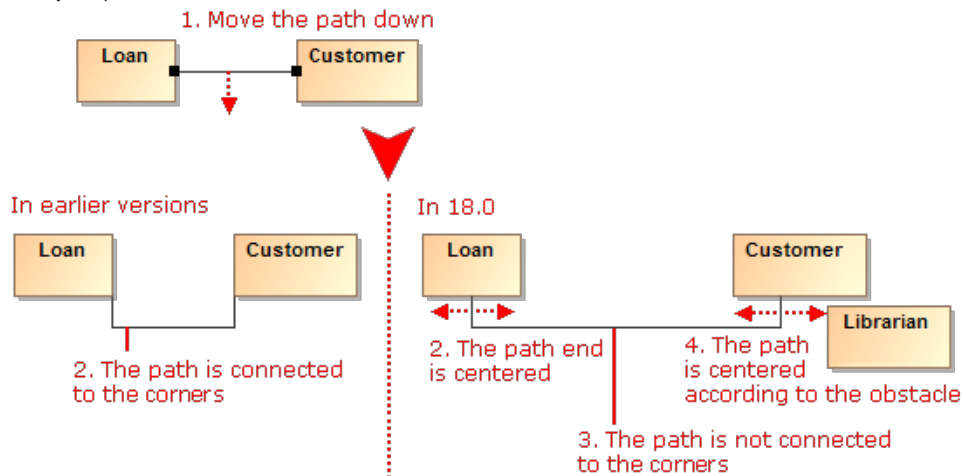 1. Move the path down
Loan
Customer
In earlier versions
In 18.0
Loan
Customer
Loan
Customer
Librarian
2. The path is connected
to the corners
2. The path end
is centered
4. The path
is centered
according to the obstacle
3. The path is not connected
to the corners